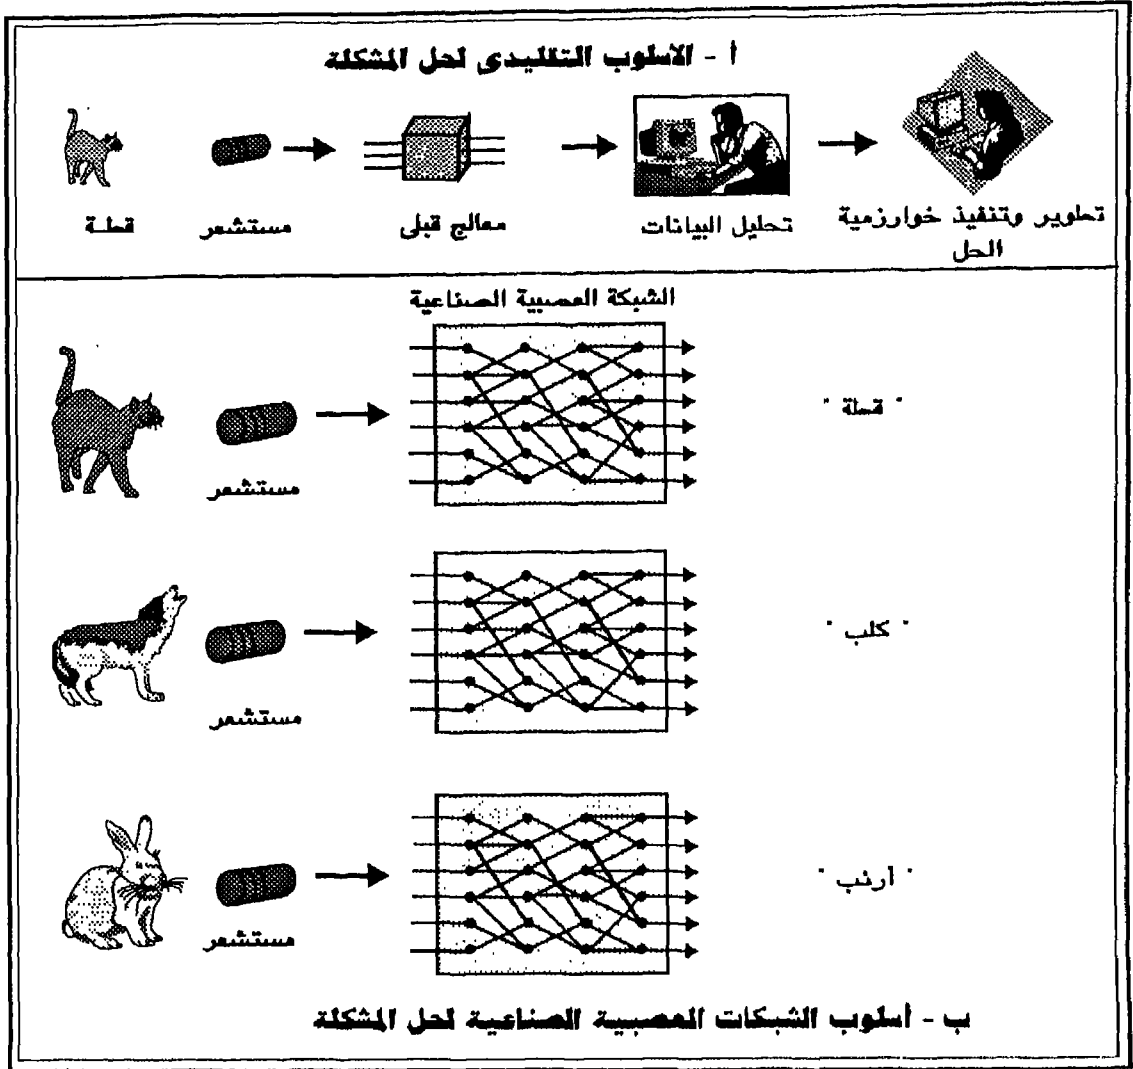 أ - الأسلوب التقليدى لحل المشكلة
قطة
مستشعر
معالج قبلى
تحليل البيانات
تطوير وتنفيذ خوارزمية
الحل
الشبكة العصبية الصناعية
مستشعر
" قطة "
مستشعر
" كلب "
مستشعر
" أرنب "
ب - أسلوب الشبكات العصبية الصناعية لحل المشكلة